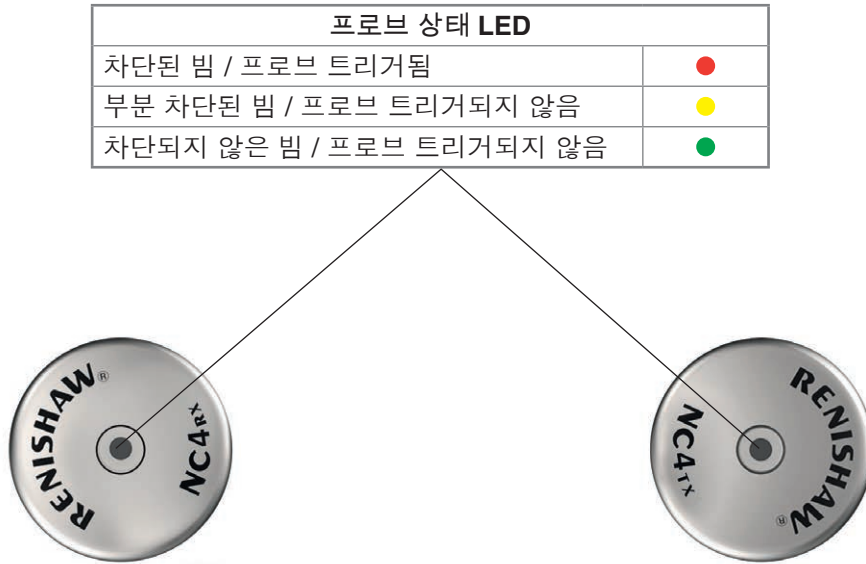 프로브 상태 LED
차단된 빔 / 프로브 트리거됨
부분 차단된 빔 / 프로브 트리거되지 않음
차단되지 않은 빔 / 프로브 트리거되지 않음
RENISHAW®
NC4RX
NC4TX
RENISHAW®